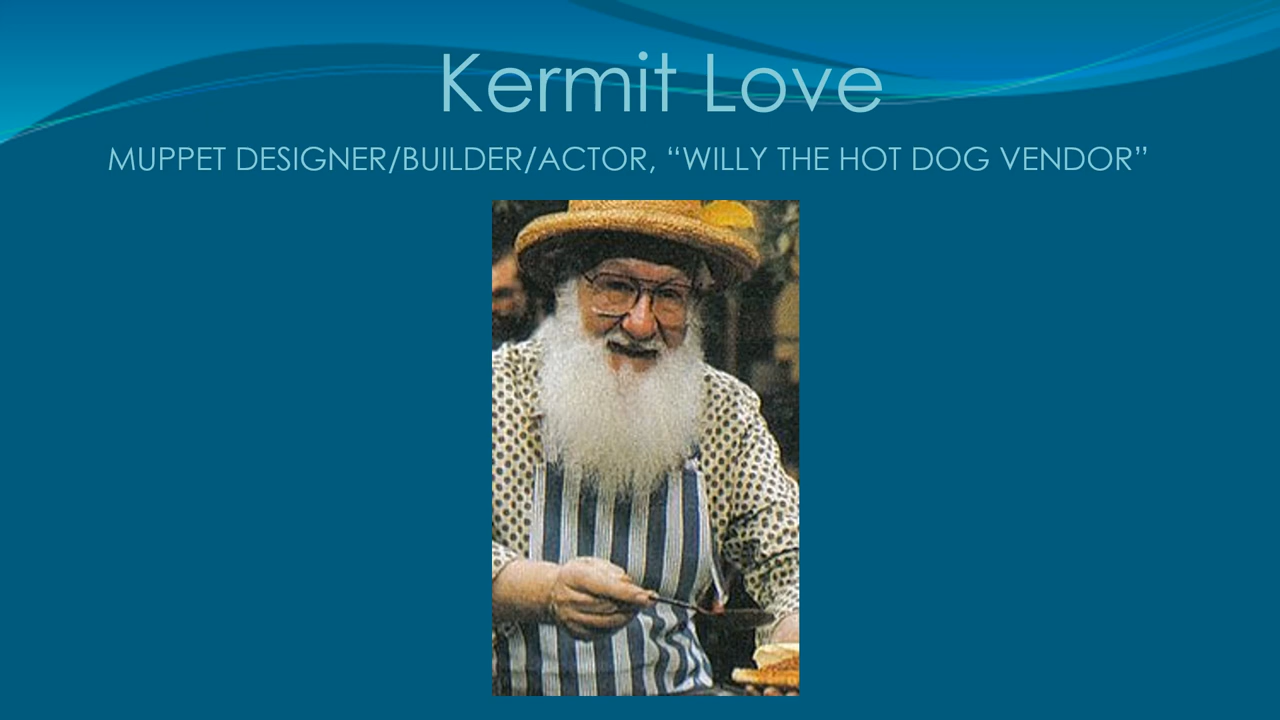 Kermit Love
MUPPET DESIGNER/BUILDER/ACTOR, “WILLY THE HOT DOG VENDOR”